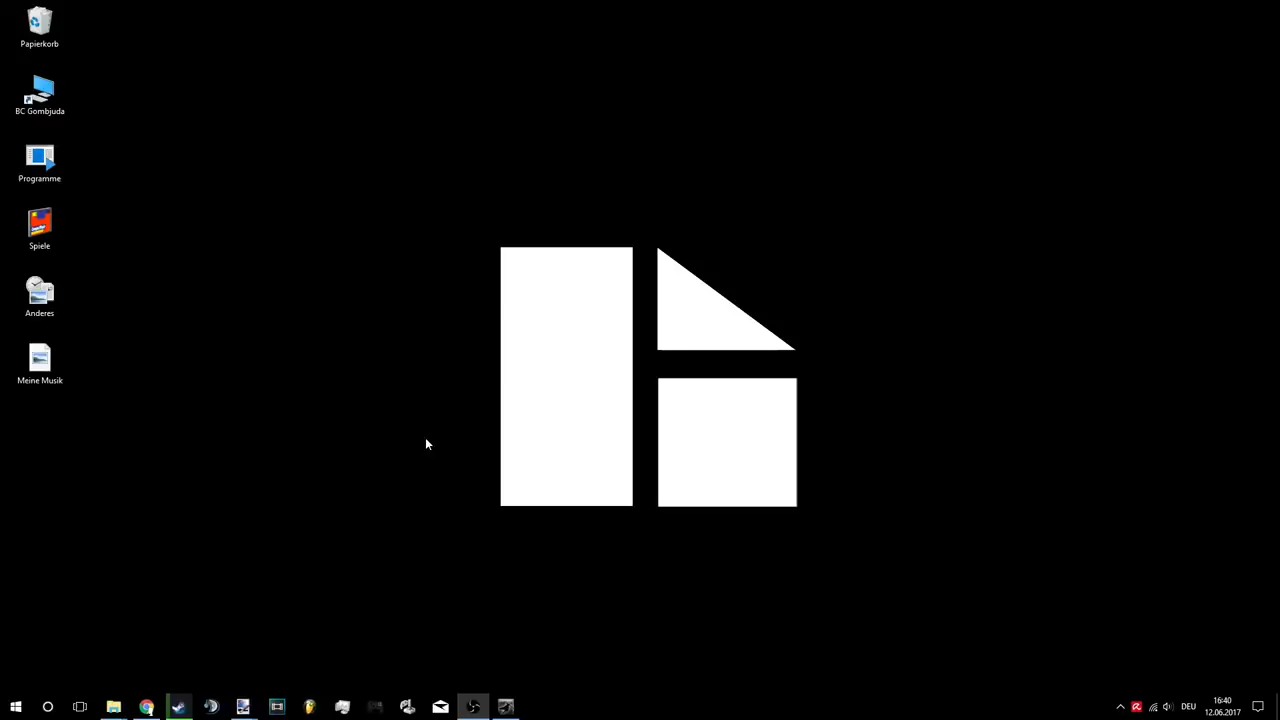 Papierkorb
BC Gombjuda
Programme
Spiele
Anderes
Meine Musik
DEU
16:40
12.06.2017